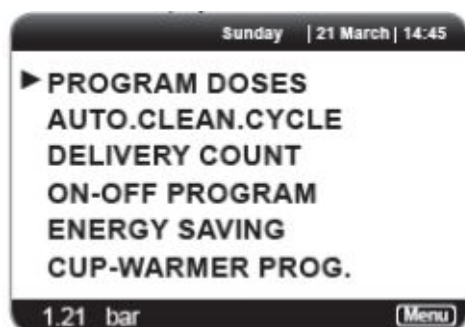 Sunday | 21 March | 14:45
PROGRAM DOSES
AUTO.CLEAN.CYCLE
DELIVERY COUNT
ON-OFF PROGRAM
ENERGY SAVING
CUP-WARMER PROG.
1.21 bar Menu